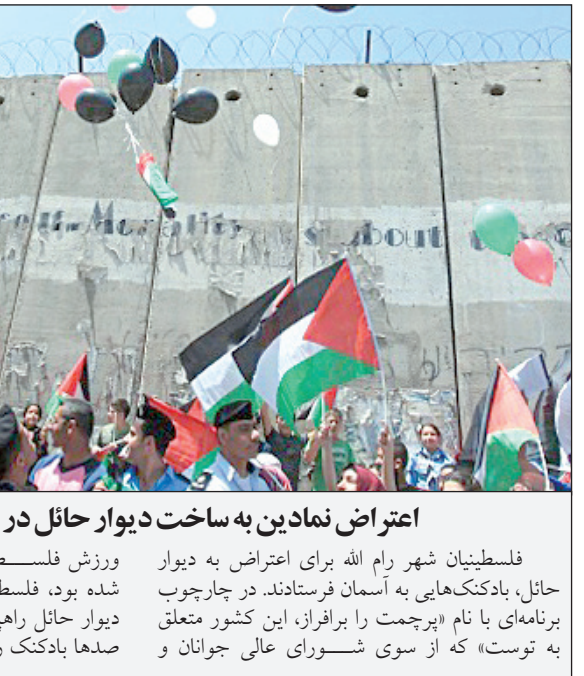 s about
اعتراض نمادین به ساخت دیوار حائل در
فلسطینیان شهر رام الله برای اعتراض به دیوار
حائل، بادکنک‌هایی به آسمان فرستادند. در چارچوب
برنامه‌ای با نام «پرچمت را برافراز، این کشور متعلق
به توست» که از سوی شـــورای عالی جوانان و
ورزش
شده بود،
دیوار حائل
صدها بادکنک